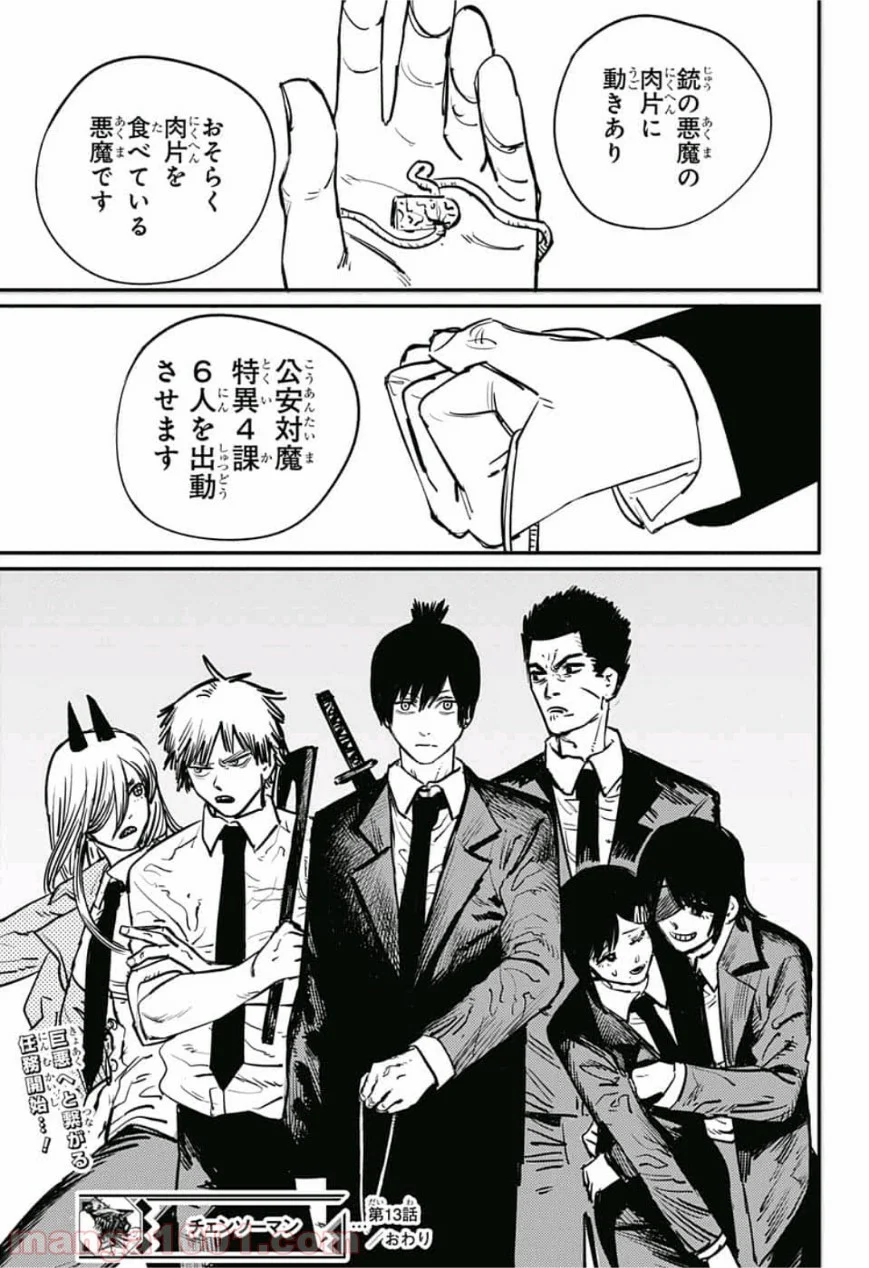 銃の悪魔の
肉片に
動きあり
おそらく
肉片を
食べている
悪魔です
公安対魔
特異4課
6人を出動
させます
巨悪へと繋がる
任務開始…!
チェンソーマン
…第13話
/おわり